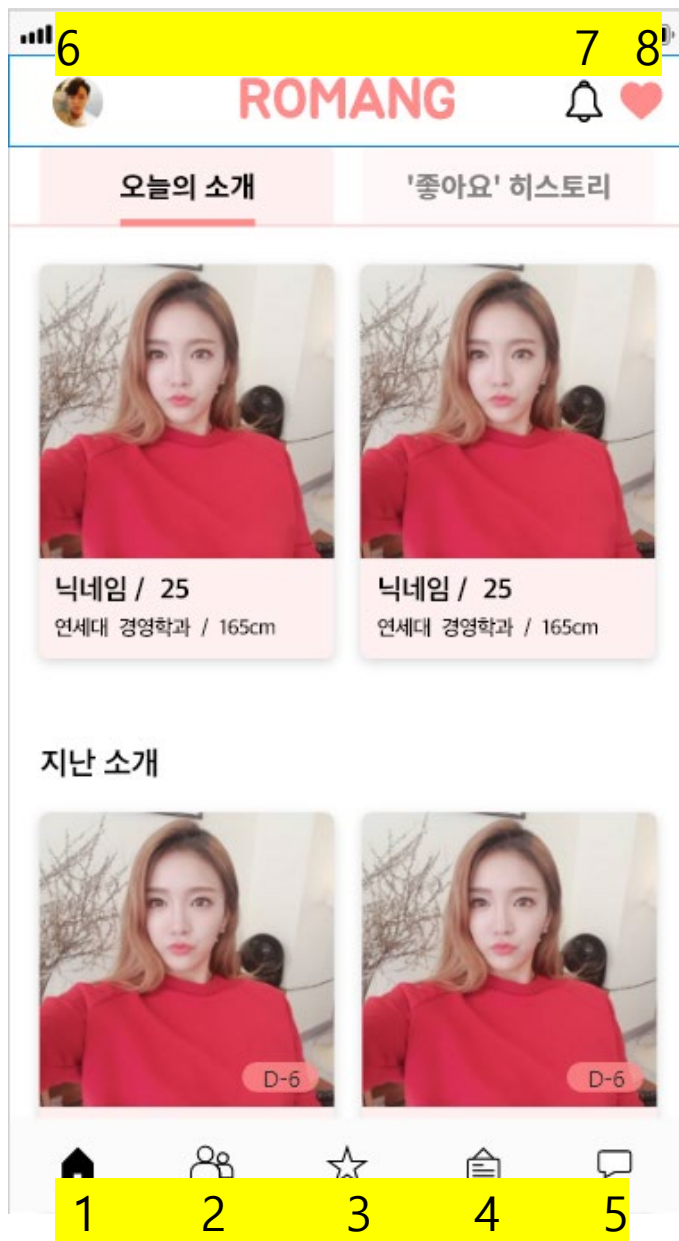 6 7 8
ROMANG
오늘의 소개 '좋아요' 히스토리
닉네임 / 25 닉네임 / 25
연세대 경영학과 / 165cm 연세대 경영학과 / 165cm
지난 소개
D-6 D-6
1 2 3 4 5